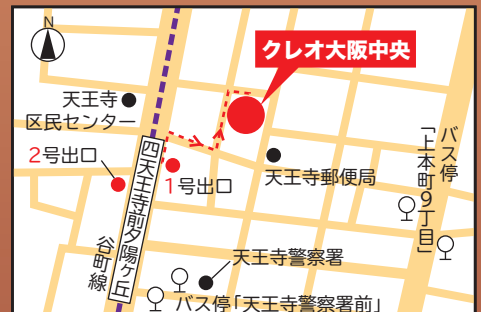 N
クレオ大阪中央
天王寺
区民センター
2号出口
1号出口
四天王寺前夕陽ヶ丘
谷町線
天王寺郵便局
バス停
「上本町9丁目」
天王寺警察署
バス停「天王寺警察署前」